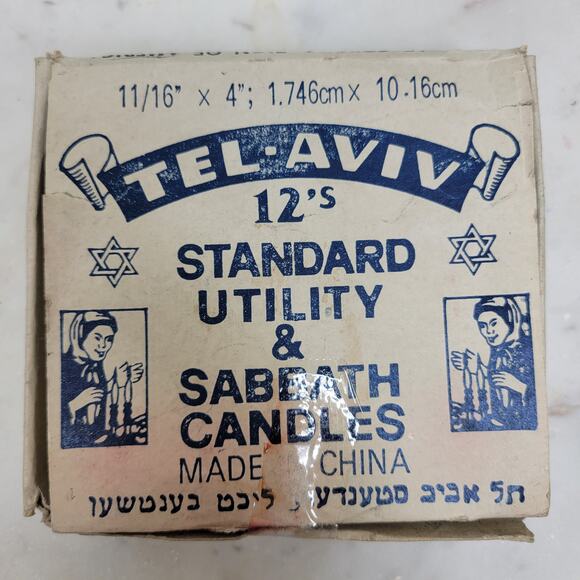 11/16" x 4"; 1.746cm x 10.16cm
TEL-AVIV
12's
STANDARD
UTILITY
&
SABBATH
CANDLES
MADE CHINA
תל אביב ליכט בענטשען